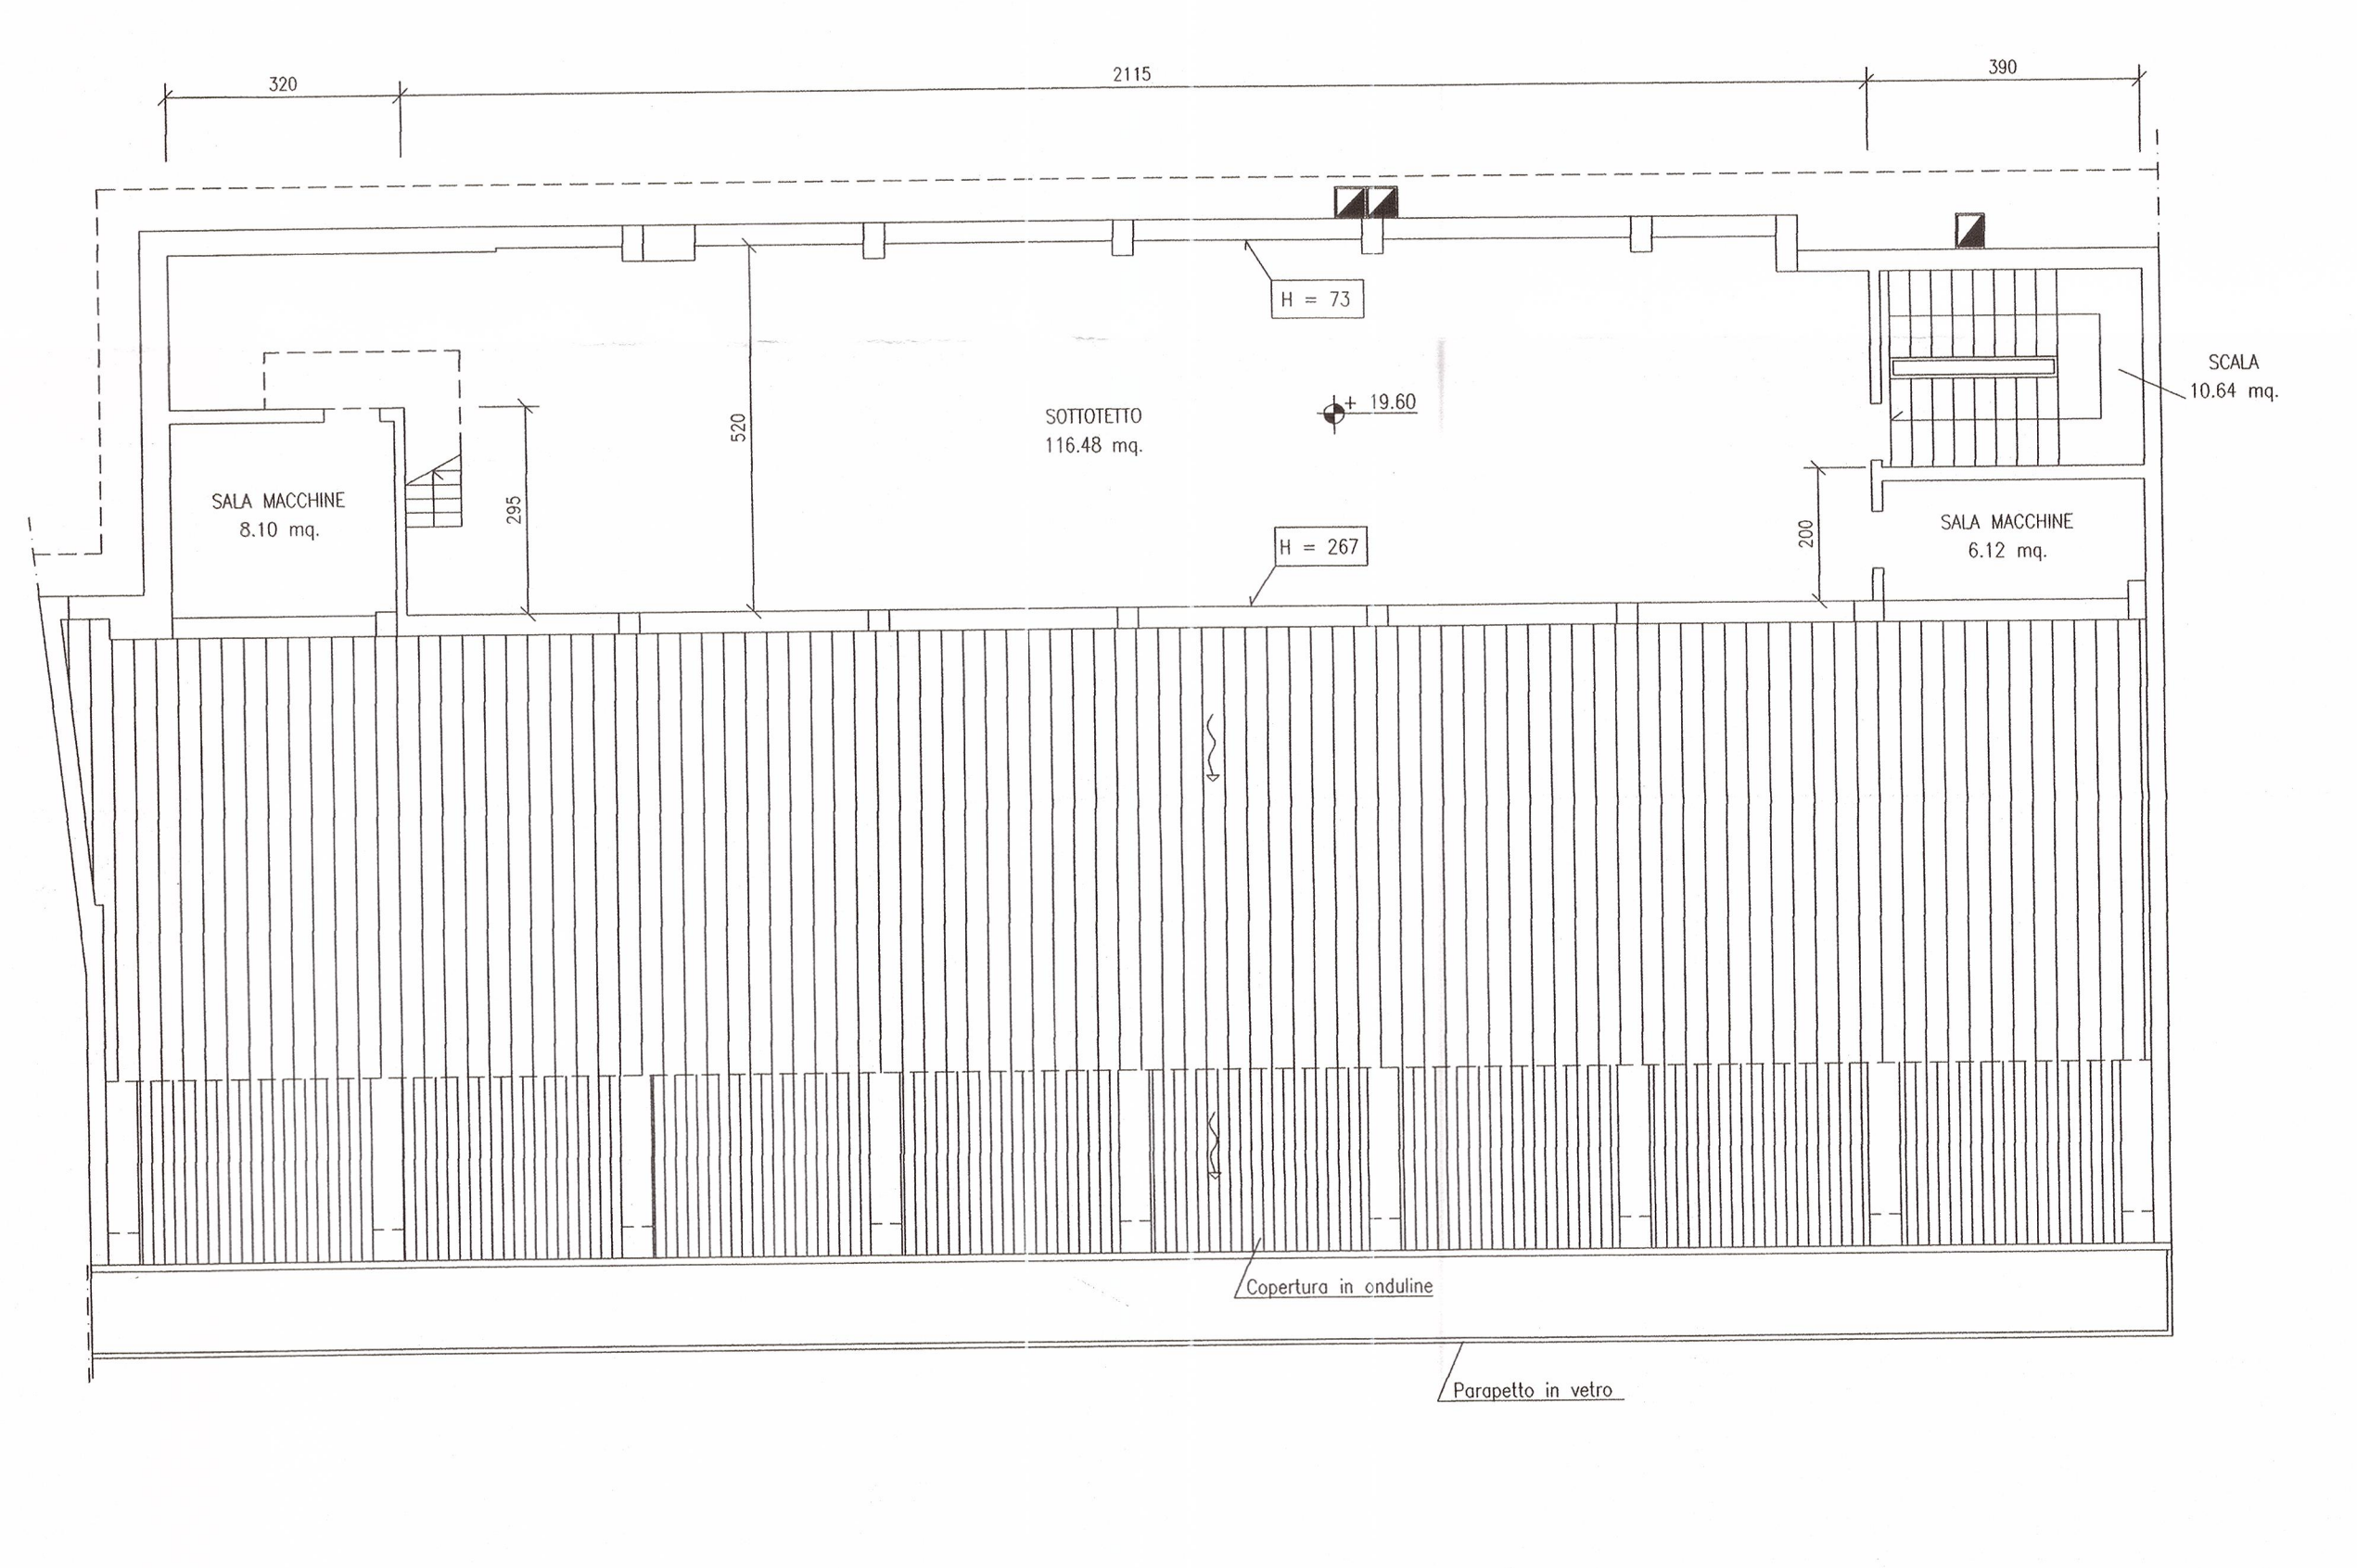 320
2115
390
H = 73
SCALA
10.64 mq.
520
SOTTOTETTO
116.48 mq.
+ 19.60
SALA MACCHINE
8.10 mq.
295
H = 267
200
SALA MACCHINE
6.12 mq.
Copertura in onduline
Parapetto in vetro